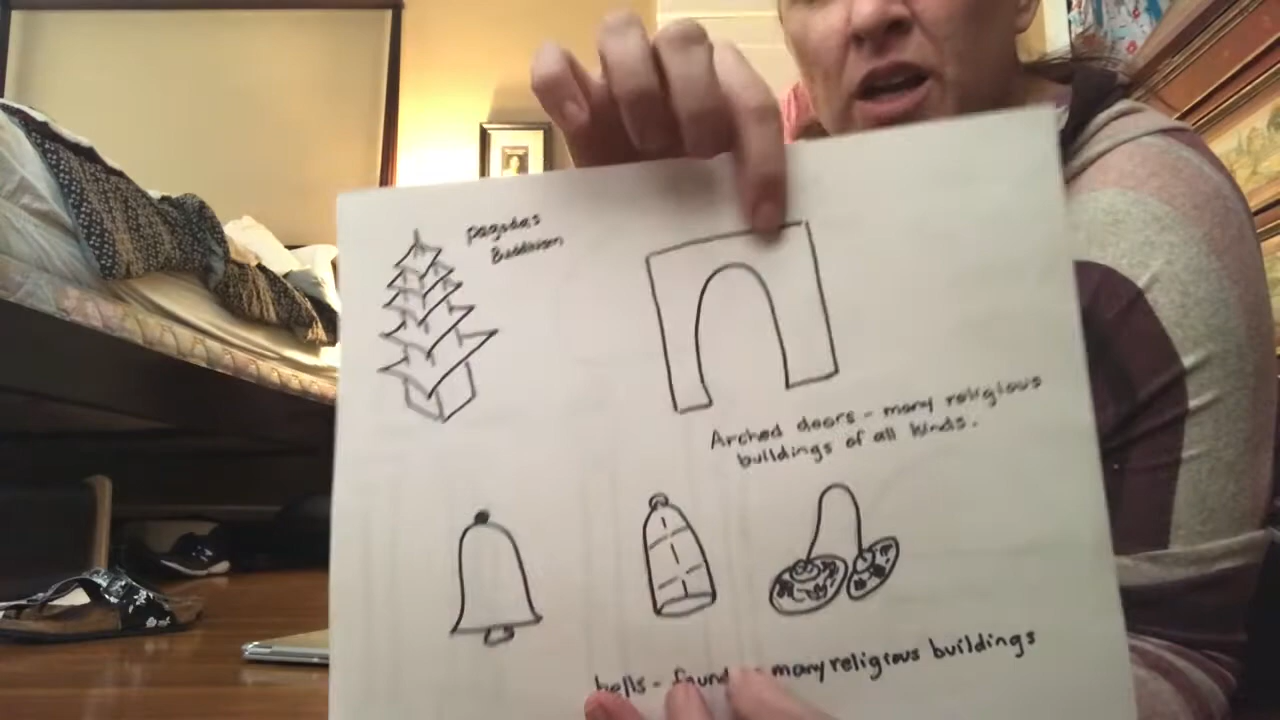 pagodas
Buddhism
Arched doors - many religious
buildings of all kinds.
bells - found many religious buildings